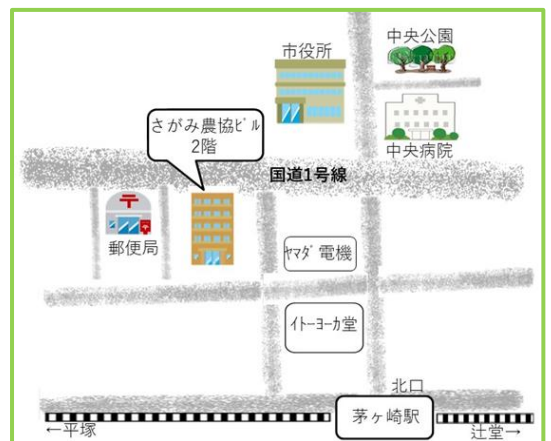 中央公園
市役所
さがみ農協ﾋﾞﾙ
2階
中央病院
国道1号線
〒
郵便局
ﾔﾏﾀﾞ電機
ｲﾄｰﾖｰｶ堂
北口
茅ヶ崎駅
←平塚
辻堂→